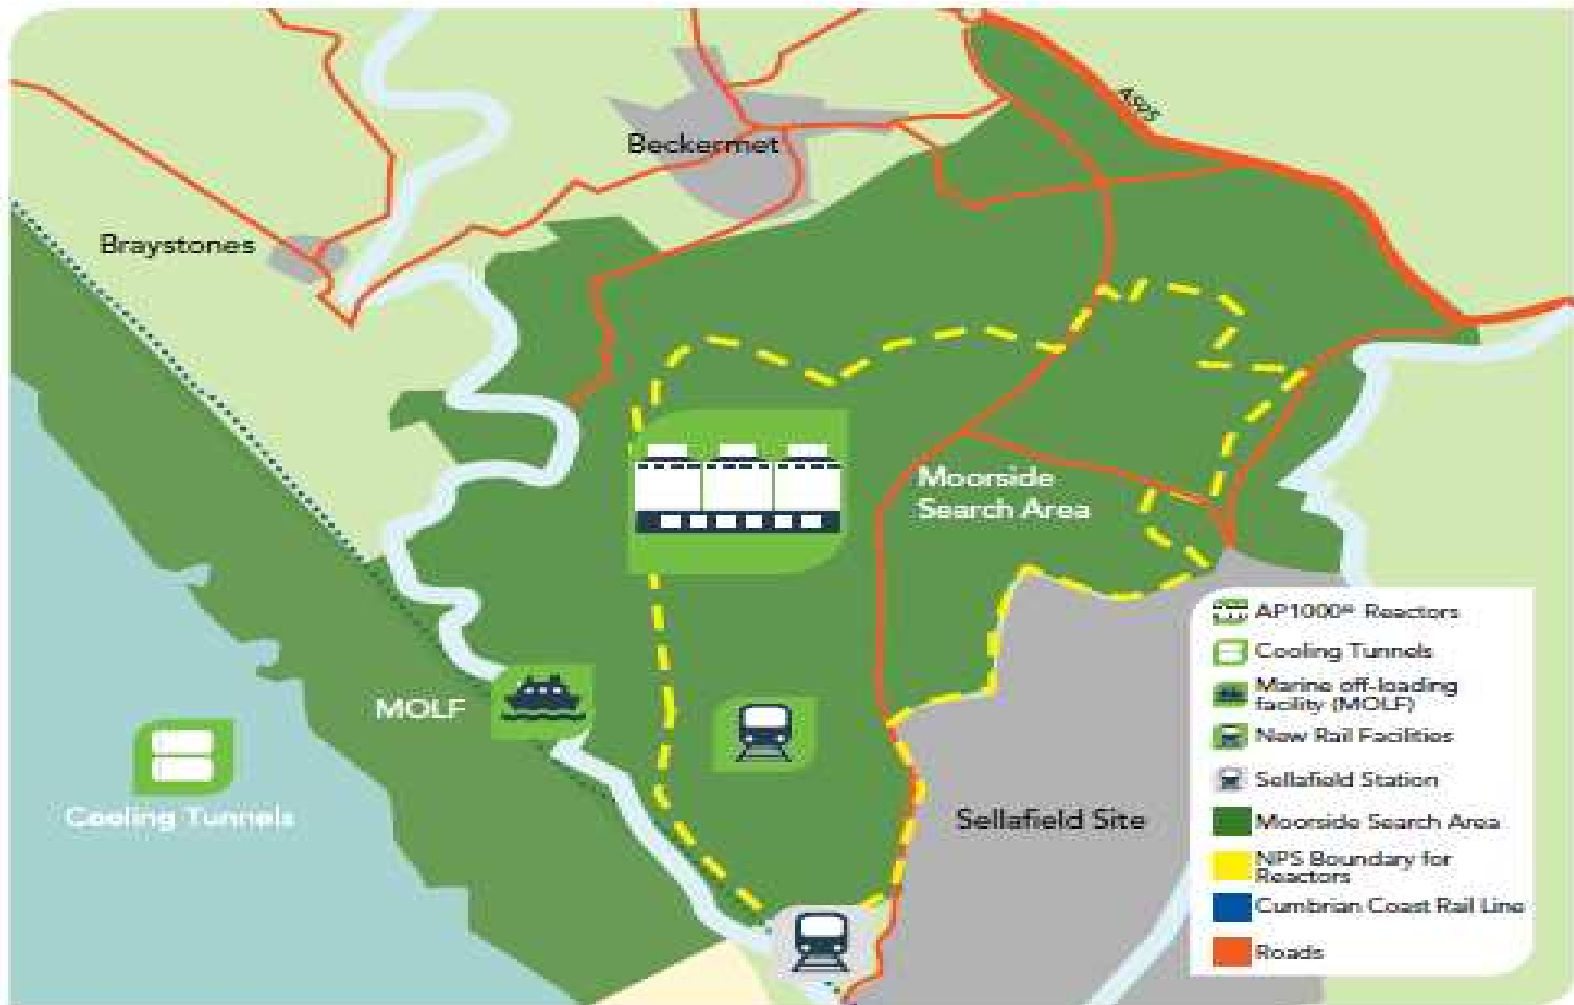 A595
Beckermet
Braystones
Moorside
Search Area
MOLF
Cooling Tunnels
Sellafield Site
AP1000® Reactors
Cooling Tunnels
Marine off-loading
facility (MOLF)
New Rail Facilities
Sellafield Station
Moorside Search Area
NPS Boundary for
Reactors
Cumbrian Coast Rail Line
Roads